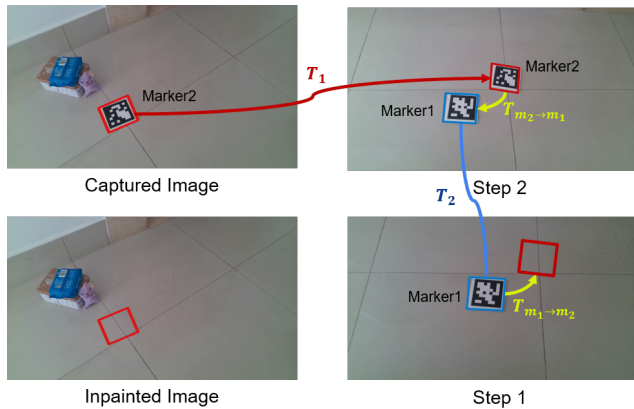 T₁
Marker2
Marker2
Marker1
Tₘ₂→ₘ₁
Captured Image
Step 2
T₂
Marker1
Tₘ₁→ₘ₂
Inpainted Image
Step 1